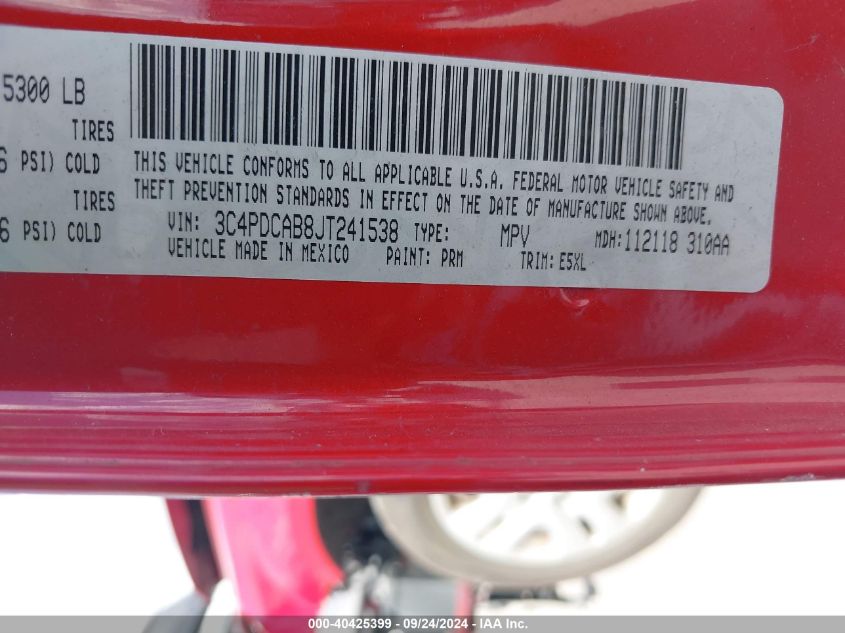 5300 LB
TIRES
PSI) COLD
TIRES
PSI) COLD
THIS VEHICLE CONFORMS TO ALL APPLICABLE U.S.A. FEDERAL MOTOR VEHICLE SAFETY AND
THEFT PREVENTION STANDARDS IN EFFECT ON THE DATE OF MANUFACTURE SHOWN ABOVE.
VIN: 3C4PDCAB8JT241538 TYPE: MPV MDH:112118 310AA
VEHICLE MADE IN MEXICO PAINT: PRM TRIM: E5XL
000-40425399 - 09/24/2024 - IAA Inc.